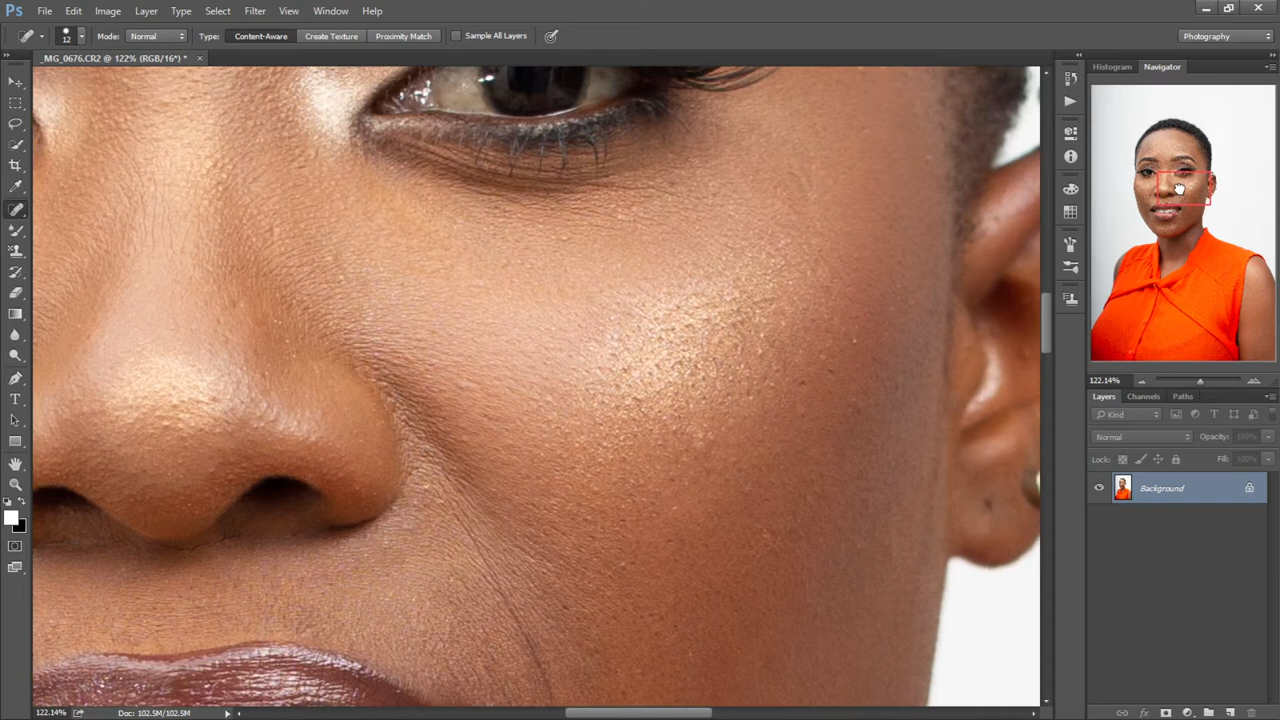 Ps File Edit Image Layer Type Select Filter View Window Help
12 Mode: Normal Type: Content-Aware Create Texture Proximity Match Sample All Layers Photography
_MG_0676.CR2 @ 122% (RGB/16*) * ×
Histogram Navigator
122.14%
Layers Channels Paths
Kind
Normal Opacity: 100%
Lock: Fill: 100%
Background
122.14% Doc: 102.5M/102.5M